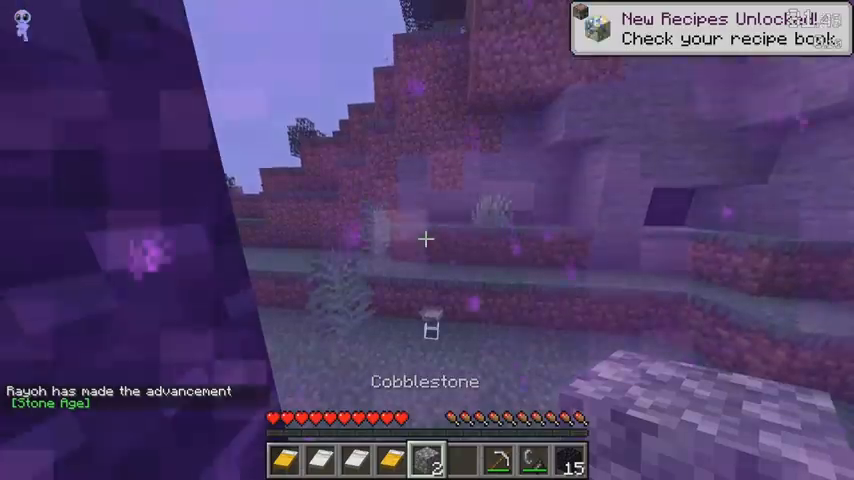 New Recipes Unlocked!
Check your recipe book
Rayoh has made the advancement
[Stone Age]
Cobblestone
2
15